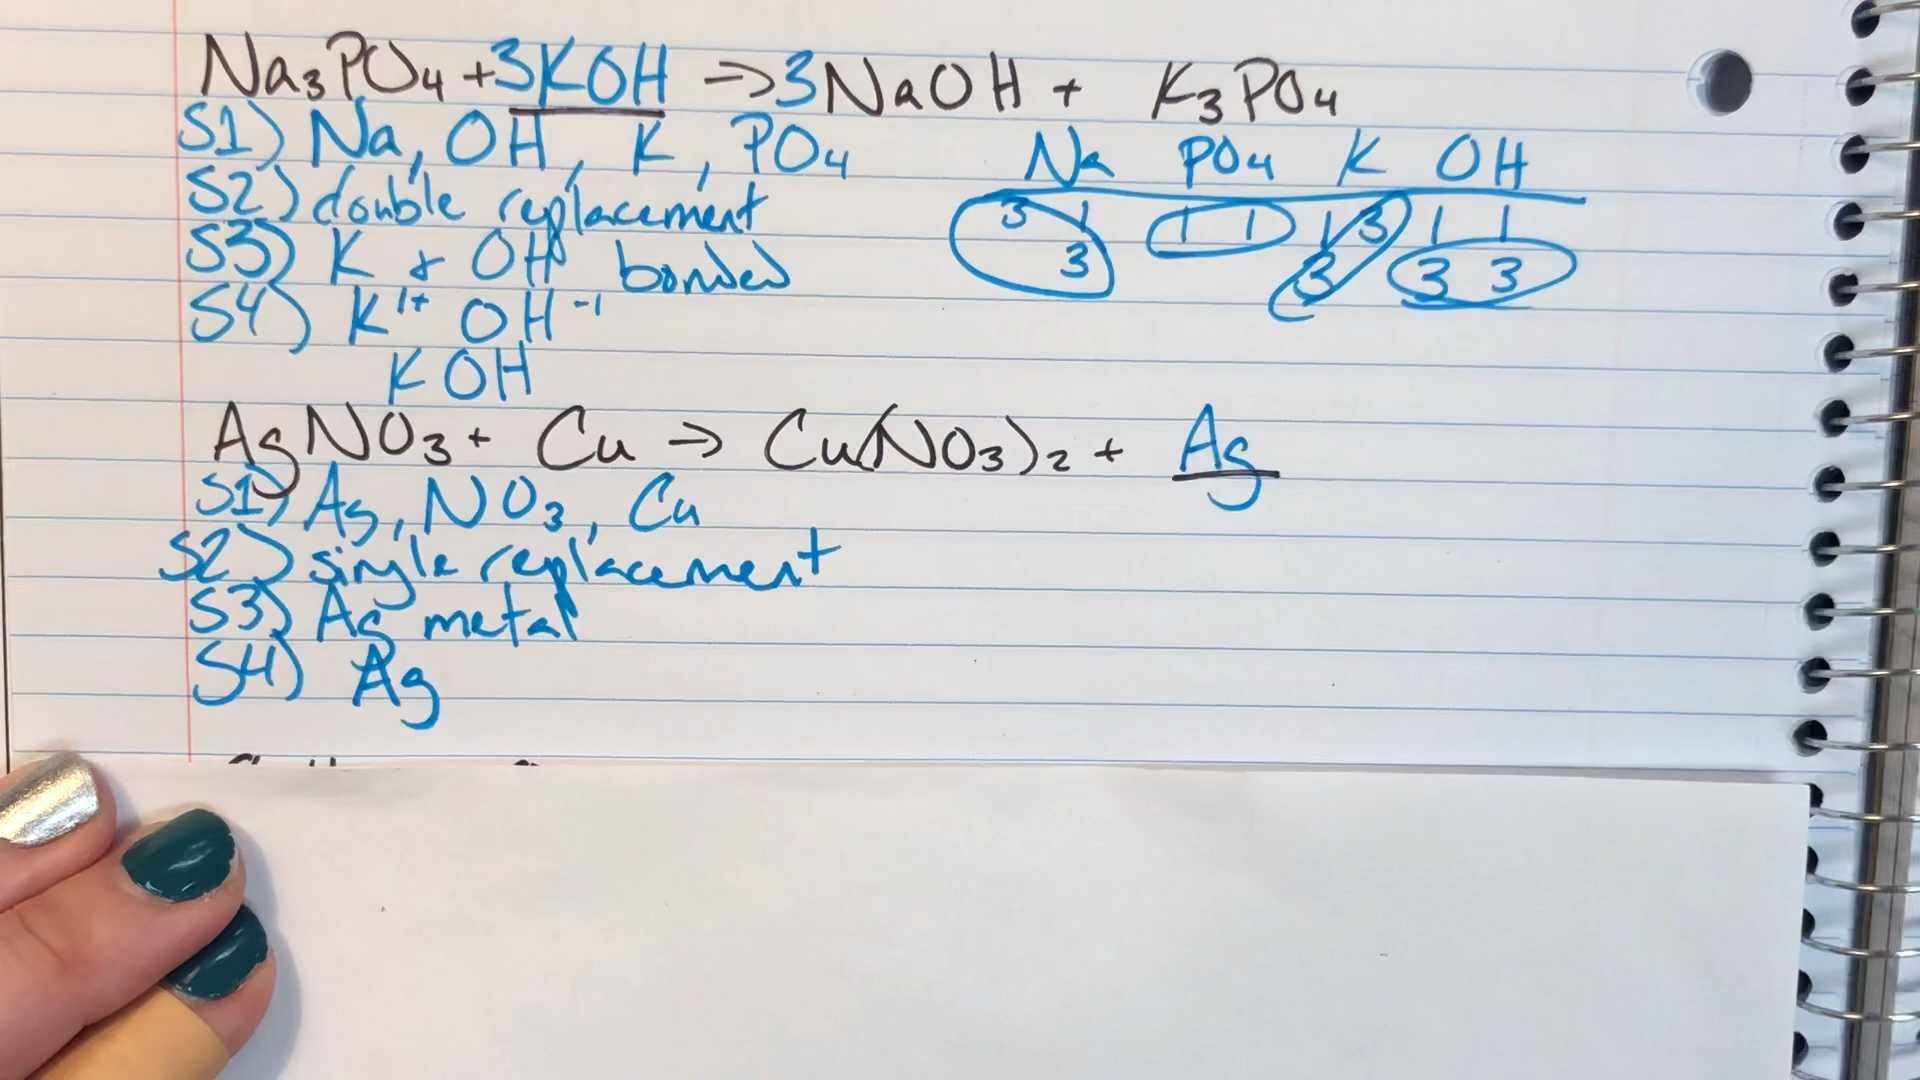 Na₃PO₄ + 3KOH → 3NaOH + K₃PO₄
S1) Na, OH, K, PO₄
Na PO₄ K OH
S2) double replacement
3 1 1 1 1 3 1 1
S3) K & OH bonded
3 3 3 3
S4) K¹⁺ OH⁻¹
KOH
AgNO₃ + Cu → Cu(NO₃)₂ + Ag
S1) Ag, NO₃, Cu
S2) single replacement
S3) Ag metal
S4) Ag